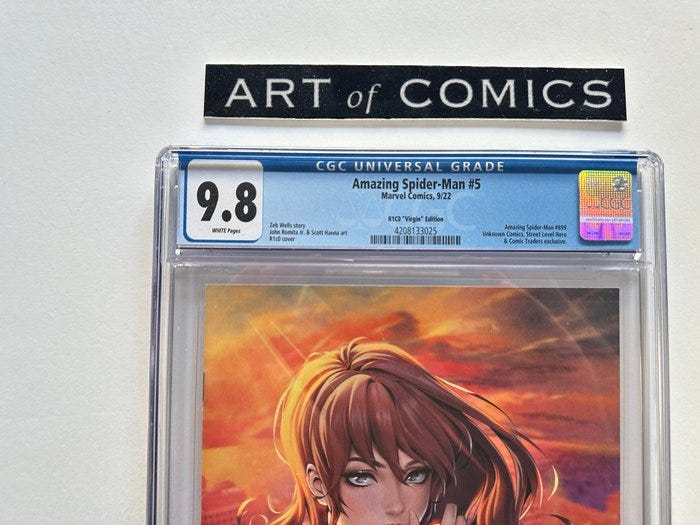 ART of COMICS
CGC UNIVERSAL GRADE
9.8
WHITE Pages
Amazing Spider-Man #5
Marvel Comics, 9/22
R1C0 "Virgin" Edition
4208133025
Zeb Wells story
John Romita Jr. & Scott Hanna art
R1c0 cover
Amazing Spider-Man #899
Unknown Comics, Street Level Hero
& Comic Traders exclusive.
CGC